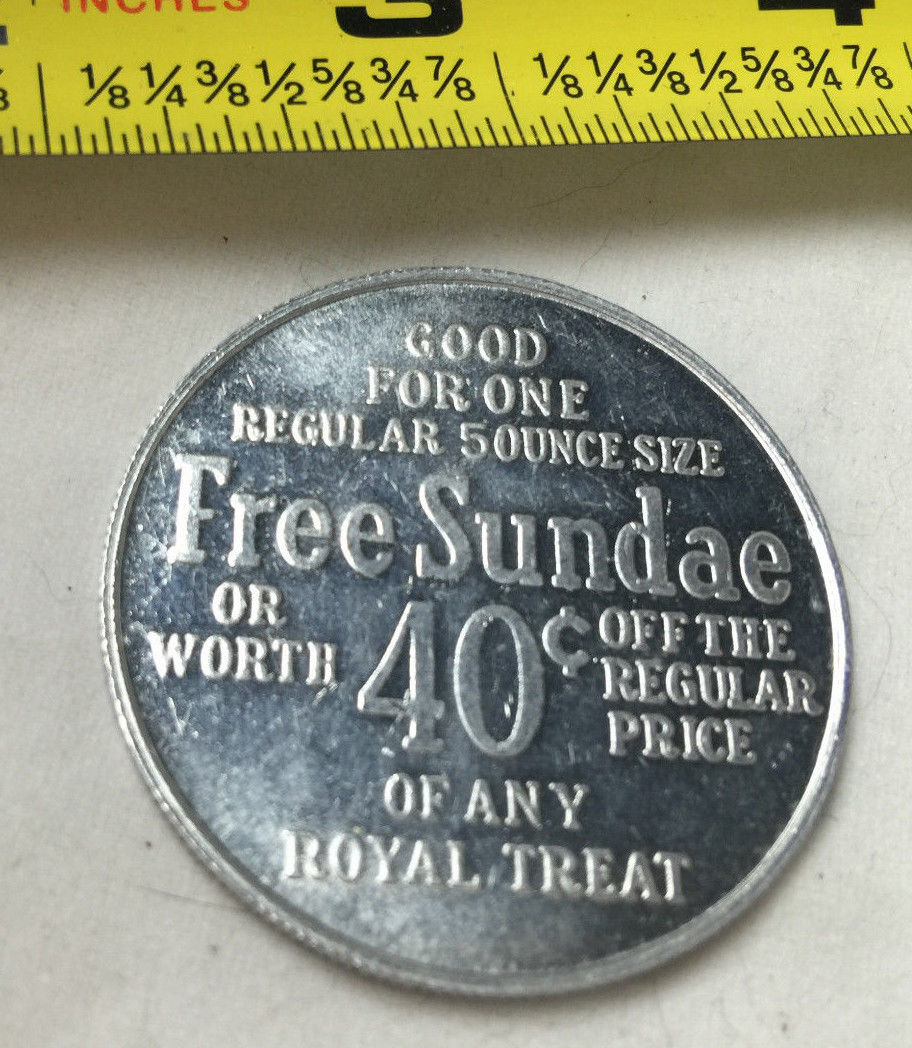 INCHES
3 4
1/8 1/4 3/8 1/2 5/8 3/4 7/8 1/8 1/4 3/8 1/2 5/8 3/4 7/8
GOOD
FOR ONE
REGULAR 5 OUNCE SIZE
Free Sundae
OR
WORTH
40¢
OFF THE
REGULAR
PRICE
OF ANY
ROYAL TREAT